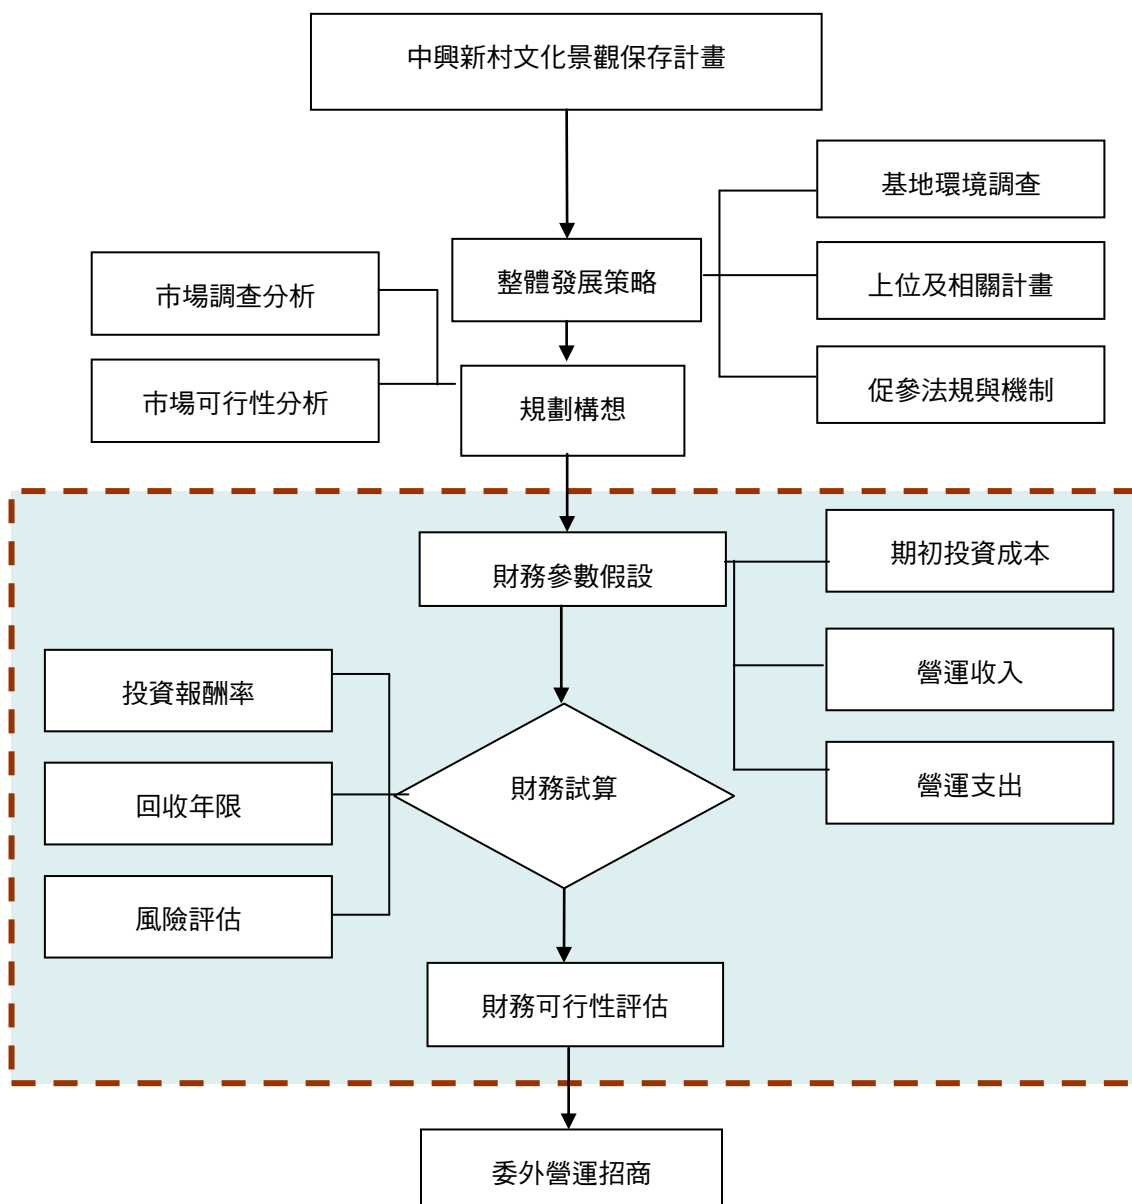 中興新村文化景觀保存計畫
基地環境調查
整體發展策略
上位及相關計畫
市場調查分析
促參法規與機制
市場可行性分析
規劃構想
財務參數假設
期初投資成本
營運收入
投資報酬率
財務試算
營運支出
回收年限
風險評估
財務可行性評估
委外營運招商